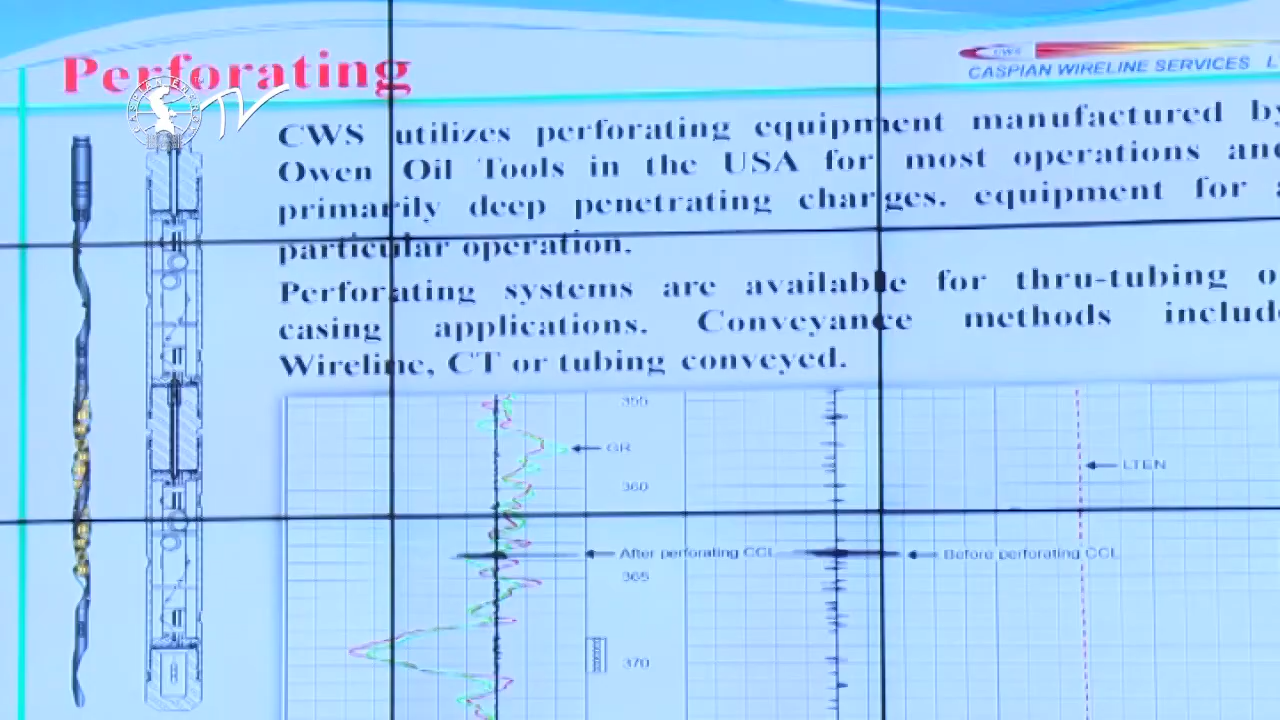 Perforating
CWS
CASPIAN WIRELINE SERVICES
TV
CWS utilizes perforating equipment manufactured by
Owen Oil Tools in the USA for most operations and
primarily deep penetrating charges. equipment for
particular operation.
Perforating systems are available for thru-tubing
casing applications. Conveyance methods
Wireline, CT or tubing conveyed.
355
GR
LTEN
360
After perforating CCL
Before perforating CCL
365
370